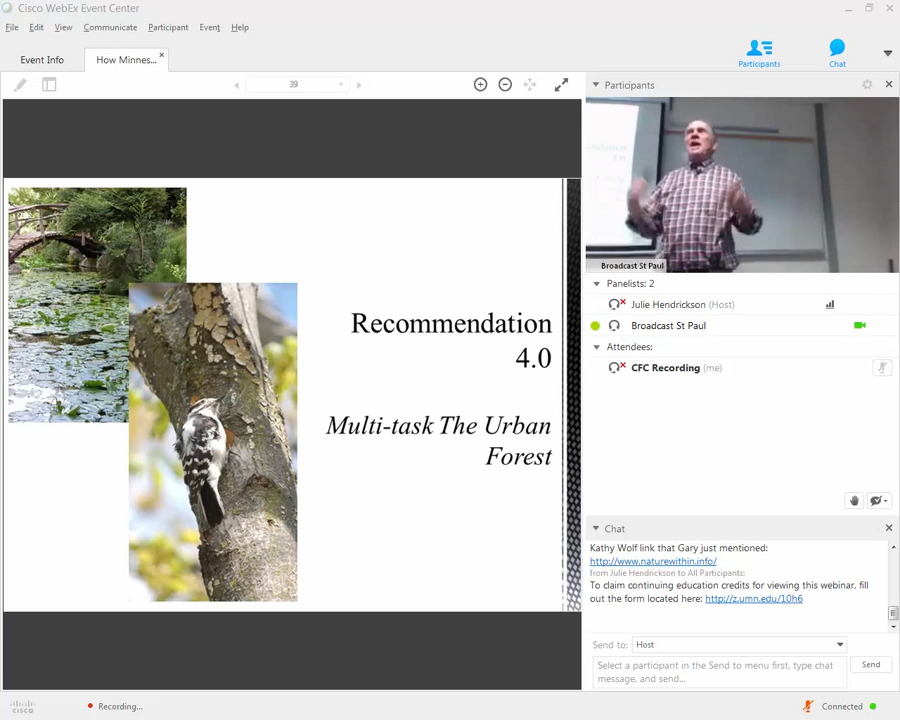 Cisco WebEx Event Center
File Edit View Communicate Participant Event Help
Event Info
How Minnes...
Participants
Chat
39
Participants
Broadcast St Paul
Panelists: 2
Julie Hendrickson (Host)
Broadcast St Paul
Attendees:
CFC Recording (me)
Recommendation
4.0
Multi-task The Urban
Forest
Chat
Kathy Wolf link that Gary just mentioned:
http://www.naturewithin.info/
from Julie Hendrickson to All Participants:
To claim continuing education credits for viewing this webinar, fill
out the form located here: http://z.umn.edu/10h6
Send to: Host
Select a participant in the Send to menu first, type chat
message, and send...
Send
cisco
Recording...
Connected